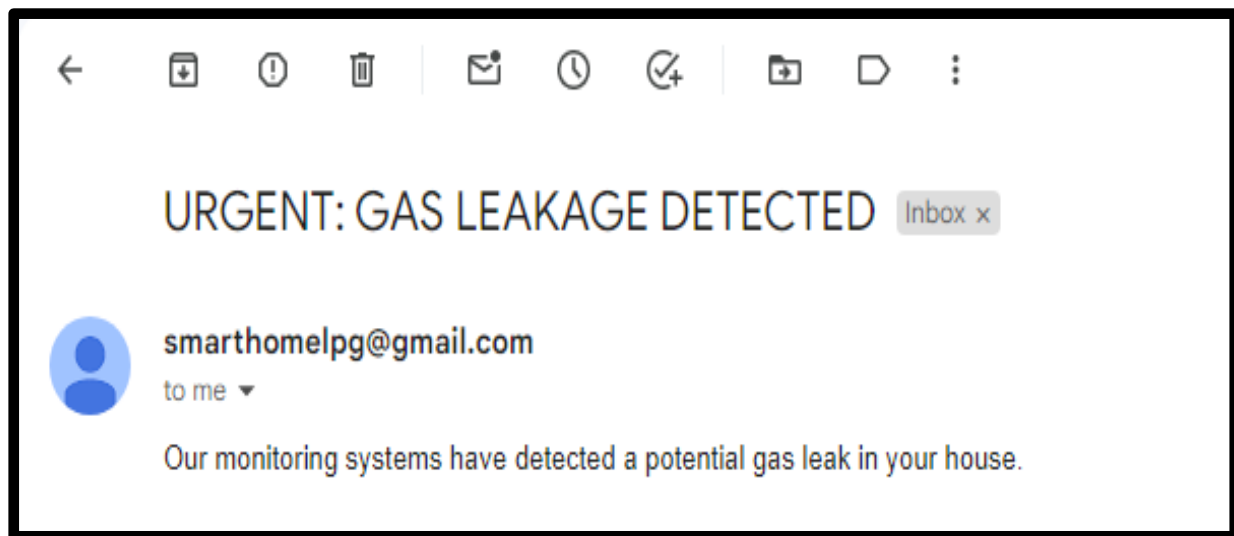 URGENT: GAS LEAKAGE DETECTED Inbox x
smarthomelpg@gmail.com
to me
Our monitoring systems have detected a potential gas leak in your house.